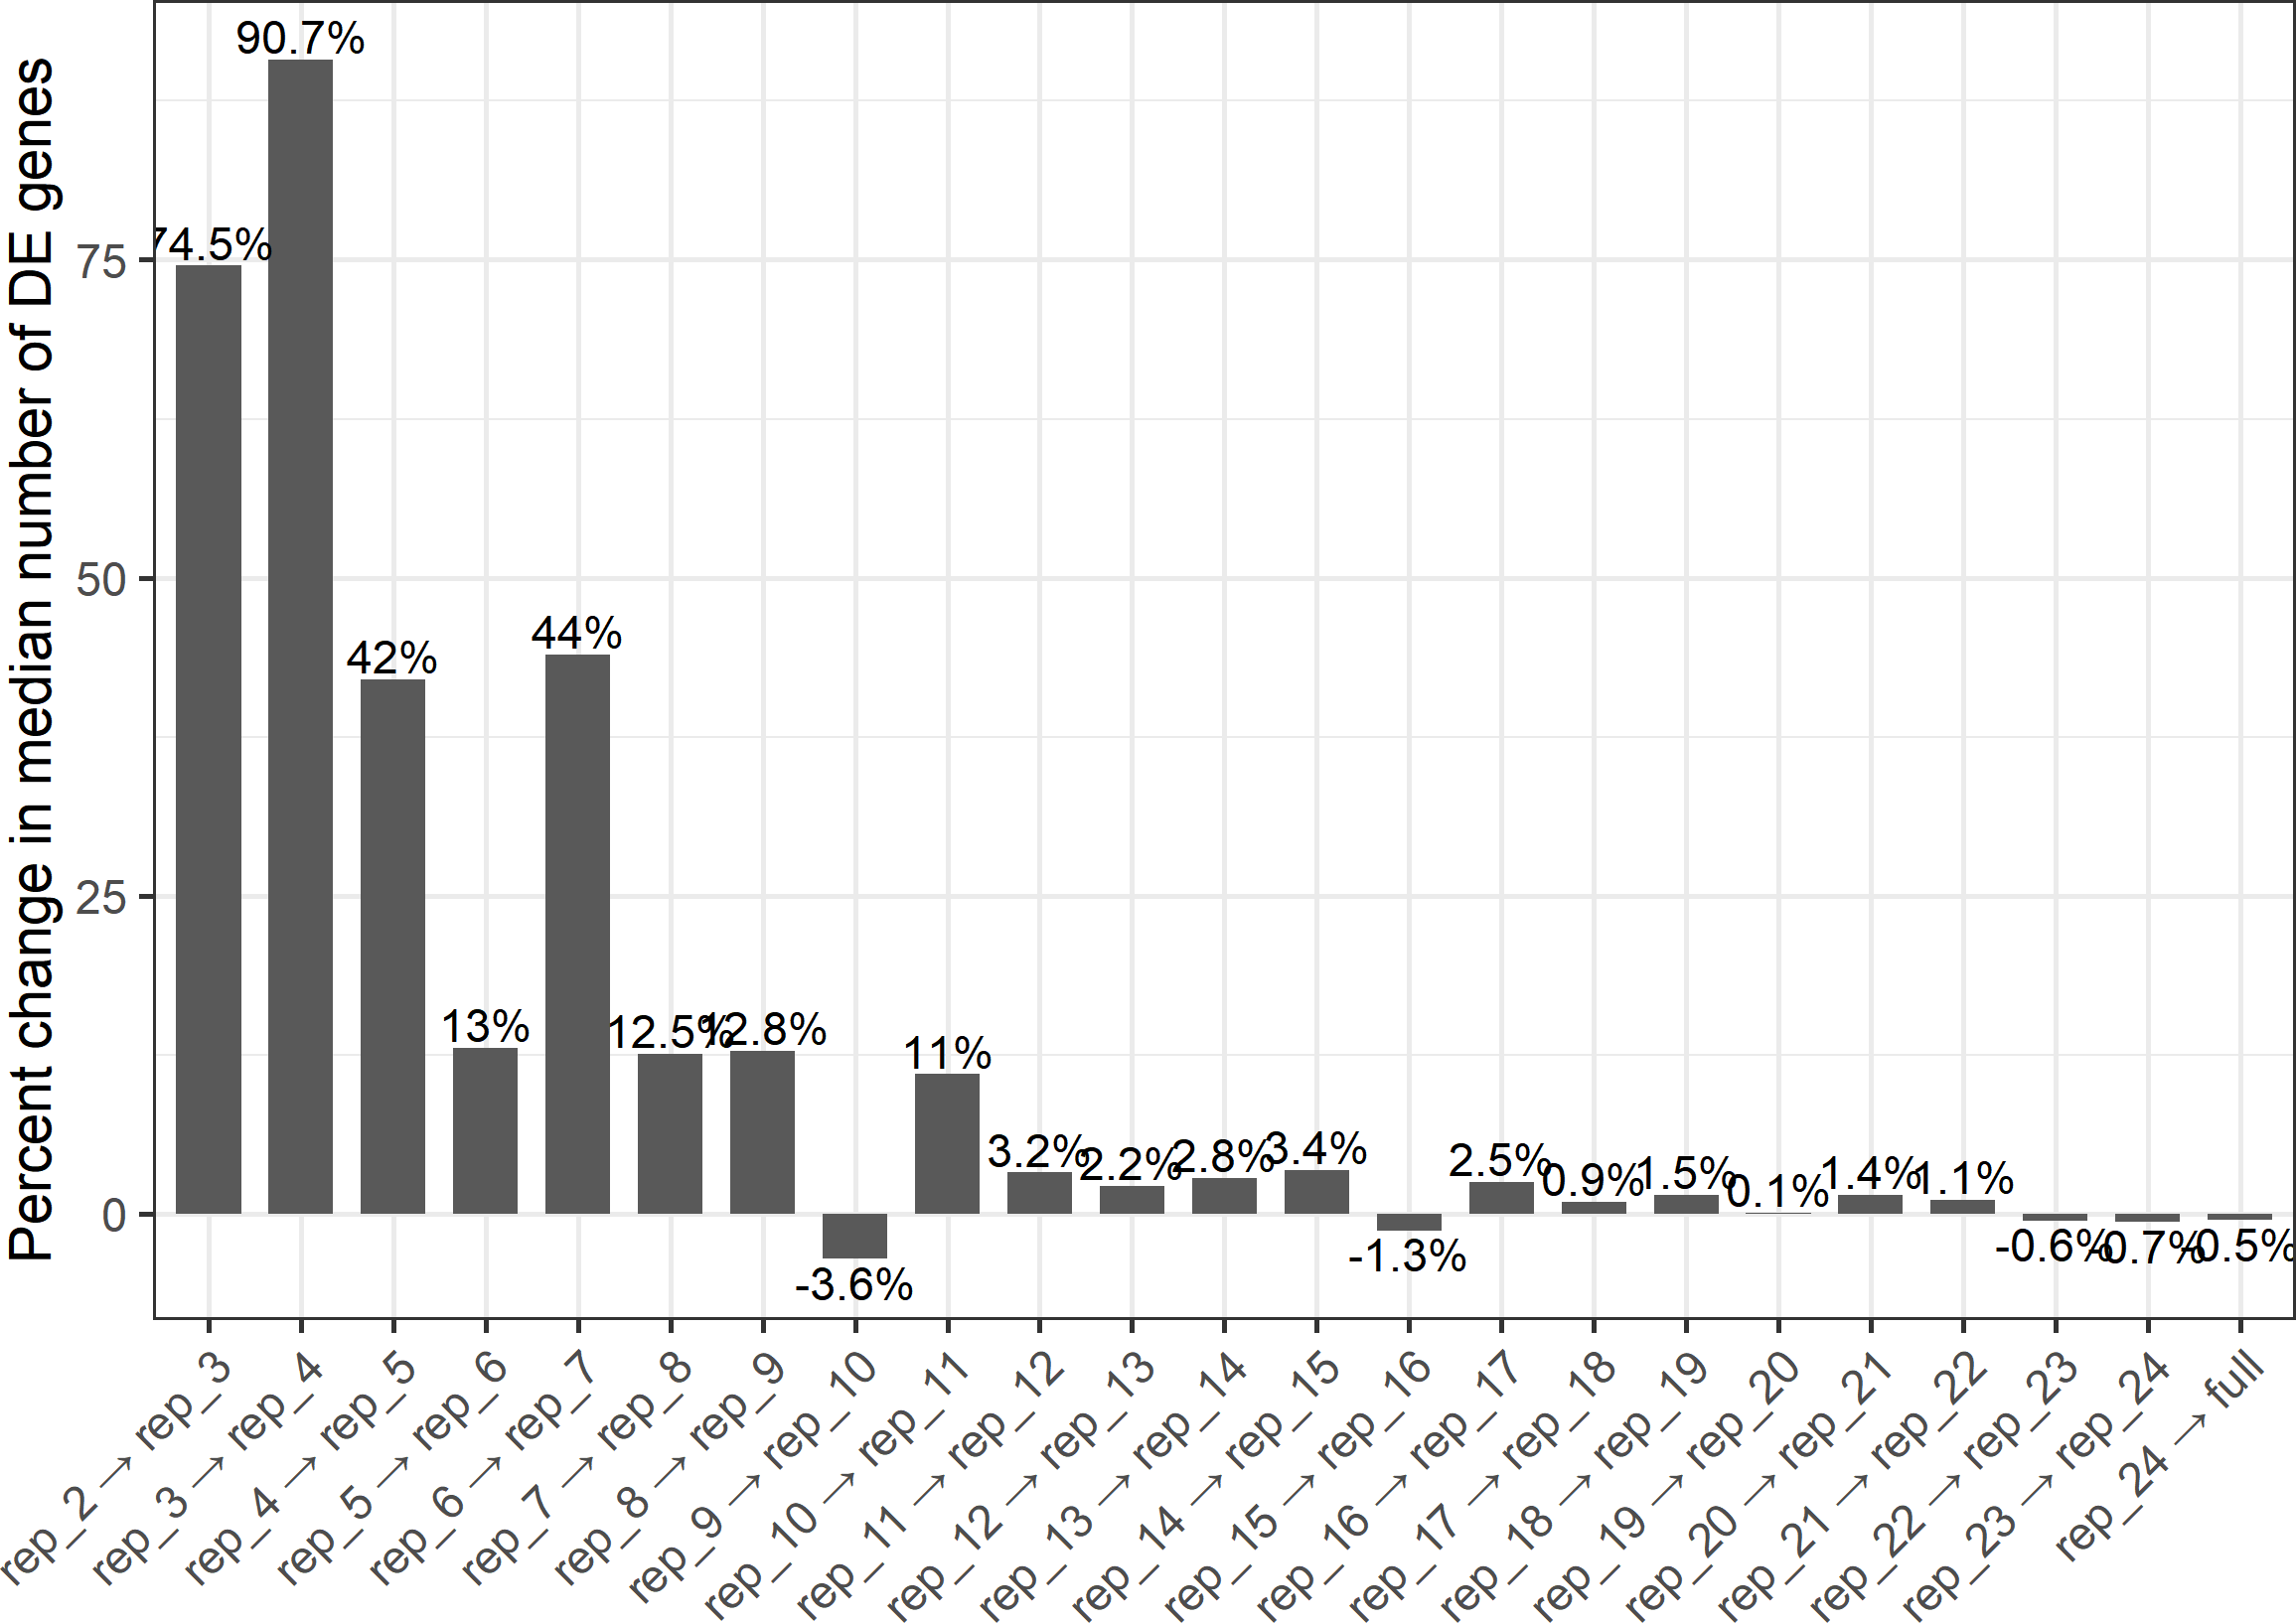 Percent change in median number of DE genes
75
50
25
0
74.5%
90.7%
42%
13%
44%
12.5%
12.8%
-3.6%
11%
3.2%
2.2%
2.8%
3.4%
-1.3%
2.5%
0.9%
1.5%
0.1%
1.4%
1.1%
-0.6%
-0.7%
-0.5%
rep_2 → rep_3
rep_3 → rep_4
rep_4 → rep_5
rep_5 → rep_6
rep_6 → rep_7
rep_7 → rep_8
rep_8 → rep_9
rep_9 → rep_10
rep_10 → rep_11
rep_11 → rep_12
rep_12 → rep_13
rep_13 → rep_14
rep_14 → rep_15
rep_15 → rep_16
rep_16 → rep_17
rep_17 → rep_18
rep_18 → rep_19
rep_19 → rep_20
rep_20 → rep_21
rep_21 → rep_22
rep_22 → rep_23
rep_23 → rep_24
rep_24 → full